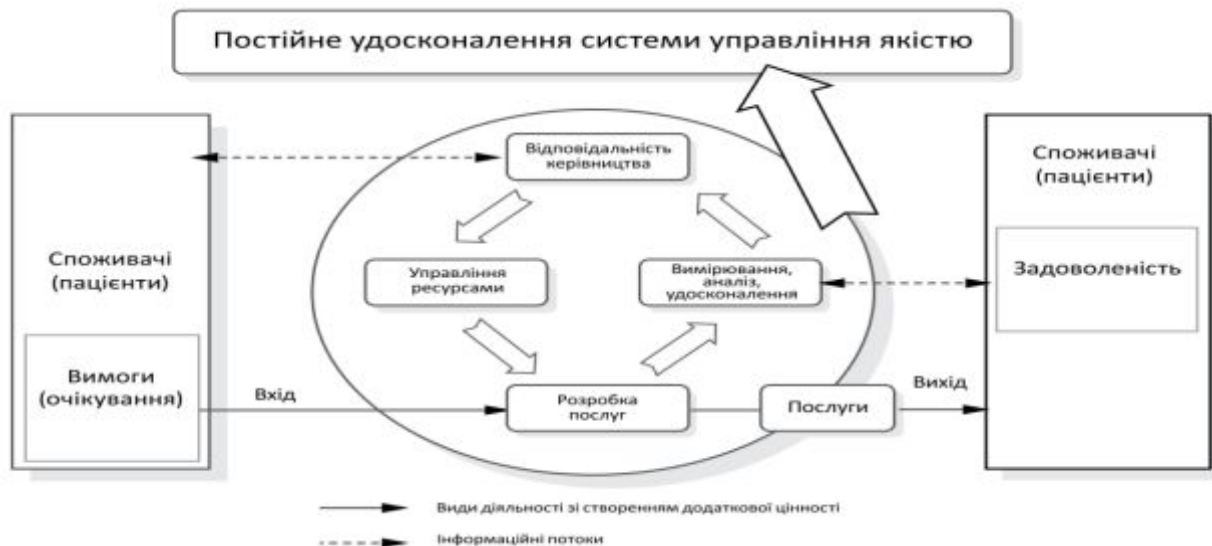 Постійне удосконалення системи управління якістю
Споживачі
(пацієнти)
Вимоги
(очікування)
Вхід
Відповідальність
керівництва
Управління
ресурсами
Вимірювання,
аналіз,
удосконалення
Розробка
послуг
Послуги
Вихід
Споживачі
(пацієнти)
Задоволеність
Види діяльності зі створенням додаткової цінності
Інформаційні потоки